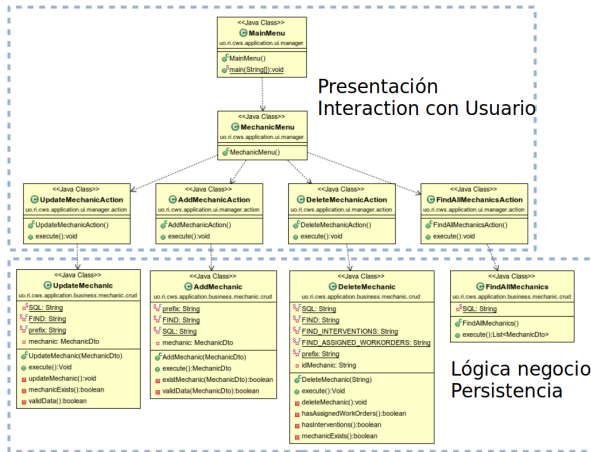 <<Java Class>>
MainMenu
uo.ri.cws.application.ui.manager
MainMenu()
main(String[]):void
Presentación
Interaction con Usuario
<<Java Class>>
MechanicMenu
uo.ri.cws.application.ui.manager
MechanicMenu()
<<Java Class>>
UpdateMechanicAction
uo.ri.cws.application.ui.manager.action
UpdateMechanicAction()
execute():void
<<Java Class>>
AddMechanicAction
uo.ri.cws.application.ui.manager.action
AddMechanicAction()
execute():void
<<Java Class>>
DeleteMechanicAction
uo.ri.cws.application.ui.manager.action
DeleteMechanicAction()
execute():void
<<Java Class>>
FindAllMechanicsAction
uo.ri.cws.application.ui.manager.action
FindAllMechanicsAction()
execute():void
<<Java Class>>
UpdateMechanic
uo.ri.cws.application.business.mechanic.crud
SQL: String
FIND: String
prefix: String
mechanic: MechanicDto
UpdateMechanic(MechanicDto)
execute():Void
updateMechanic():void
mechanicExists():boolean
validData():boolean
<<Java Class>>
AddMechanic
uo.ri.cws.application.business.mechanic.crud
prefix: String
FIND: String
SQL: String
mechanic: MechanicDto
AddMechanic(MechanicDto)
execute():MechanicDto
existMechanic(MechanicDto):boolean
validData(MechanicDto):boolean
<<Java Class>>
DeleteMechanic
uo.ri.cws.application.business.mechanic.crud
SQL: String
FIND: String
FIND_INTERVENTIONS: String
FIND_ASSIGNED_WORKORDERS: String
prefix: String
idMechanic: String
DeleteMechanic(String)
execute():Void
deleteMechanic():void
hasAssignedWorkOrders():boolean
hasInterventions():boolean
mechanicExists():boolean
<<Java Class>>
FindAllMechanics
uo.ri.cws.application.business.mechanic.crud
SQL: String
FindAllMechanics()
execute():List<MechanicDto>
Lógica negocio
Persistencia